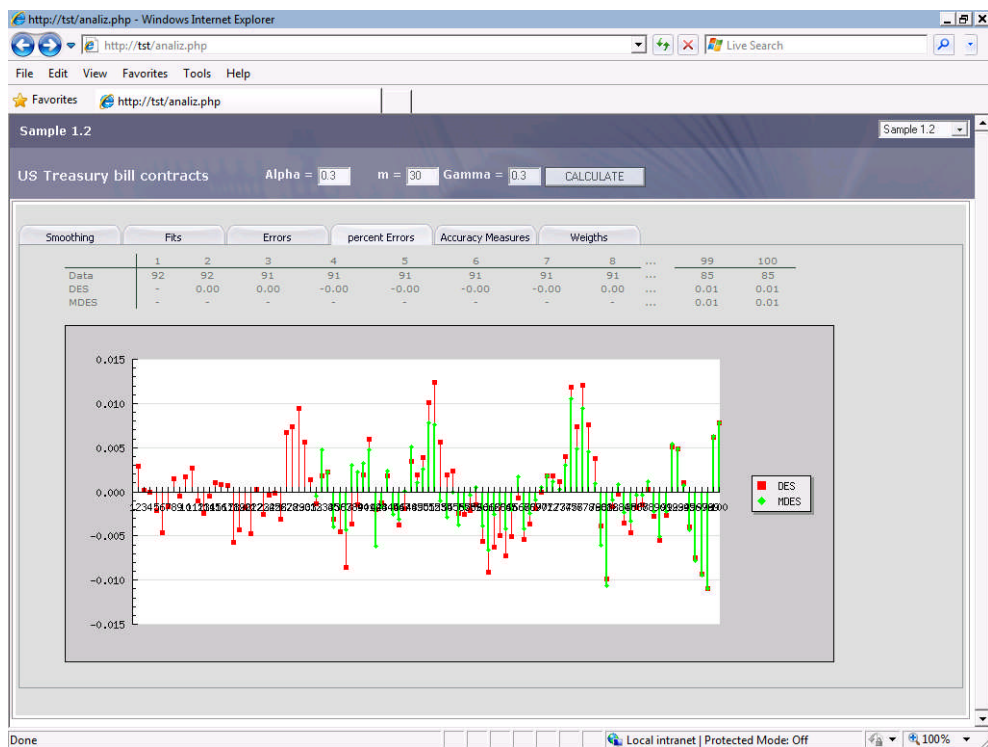 http://tst/analiz.php - Windows Internet Explorer
http://tst/analiz.php
Live Search
File Edit View Favorites Tools Help
Favorites http://tst/analiz.php
Sample 1.2 Sample 1.2
US Treasury bill contracts Alpha = 0.3 m = 30 Gamma = 0.3 CALCULATE
Smoothing Fits Errors percent Errors Accuracy Measures Weigths
1 2 3 4 5 6 7 8 ... 99 100
Data 92 92 91 91 91 91 91 91 ... 85 85
DES - 0.00 0.00 -0.00 -0.00 -0.00 -0.00 0.00 ... 0.01 0.01
MDES - - - - - - - - ... 0.01 0.01
0.015
0.010
0.005
0.000
-0.005
-0.010
-0.015
DES
MDES
Done Local intranet | Protected Mode: Off 100%